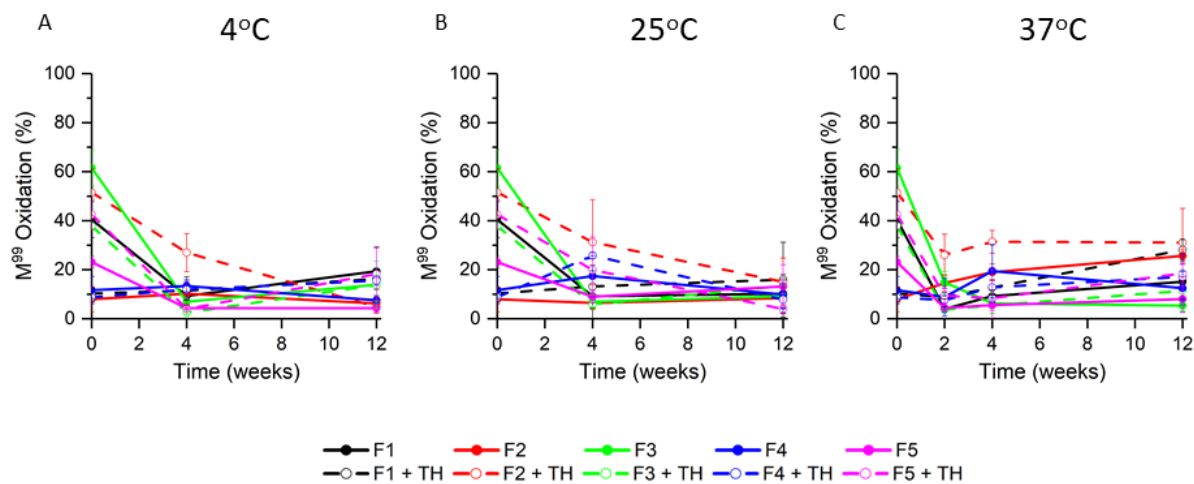 A 4°C B 25°C C 37°C
M⁹⁹ Oxidation (%) M⁹⁹ Oxidation (%) M⁹⁹ Oxidation (%)
100 100 100
80 80 80
60 60 60
40 40 40
20 20 20
0 0 0
0 2 4 6 8 10 12 0 2 4 6 8 10 12 0 2 4 6 8 10 12
Time (weeks) Time (weeks) Time (weeks)
F1 F2 F3 F4 F5
F1 + TH F2 + TH F3 + TH F4 + TH F5 + TH